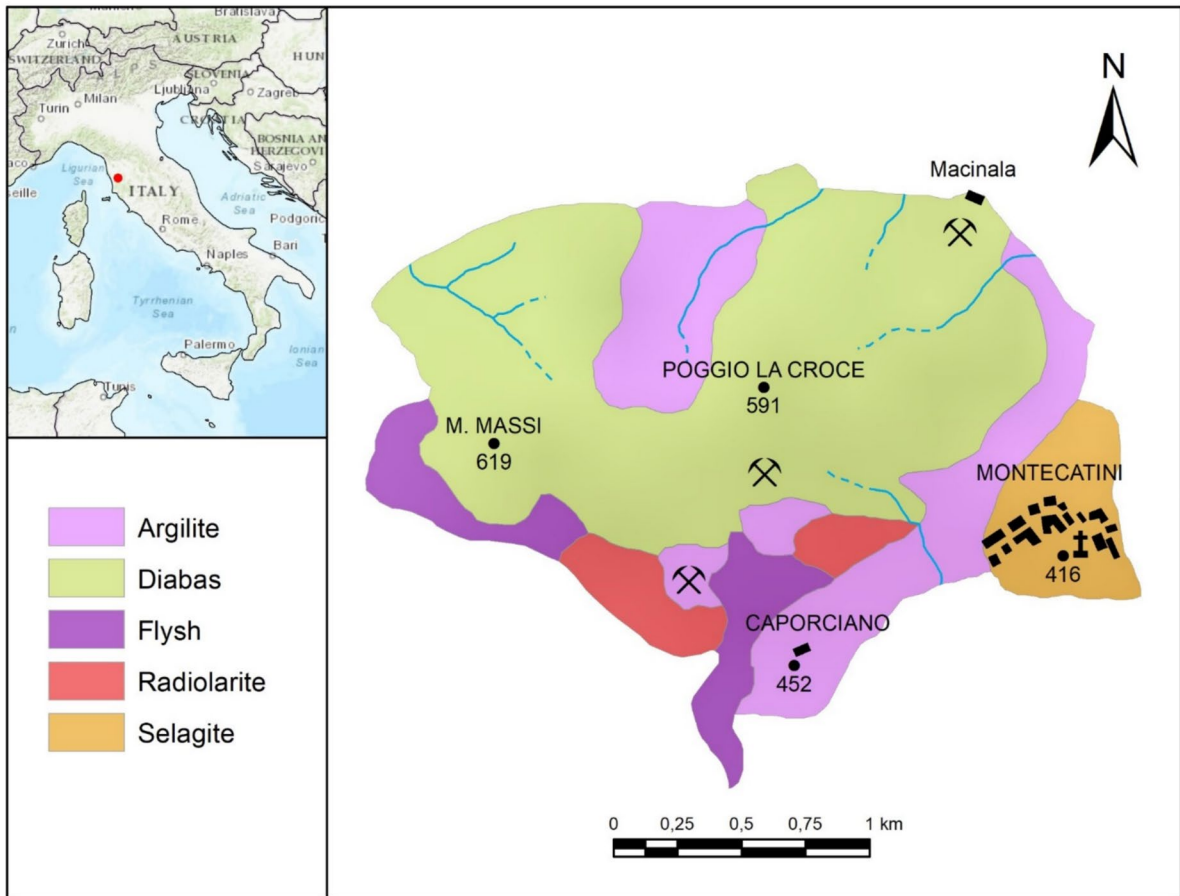 Bratislava
Zurich
AUSTRIA
SWITZERLAND
HUN
A L P S
SLOVENIA
Ljubljana
Zagreb
Milan
Turin
CROATIA
BOSNIA AN
HERZEGOVI
Sarajevo
aco
Ligurian
Sea
seille
ITALY
Adriatic
Sea
Podgoric
Rome
Bari
Naples
Tyrrhenian
Sea
Palermo
Ionian
Sea
Tunis
Argilite
Diabas
Flysh
Radiolarite
Selagite
N
Macinala
POGGIO LA CROCE
591
M. MASSI
619
MONTECATINI
416
CAPORCIANO
452
0 0,25 0,5 0,75 1 km